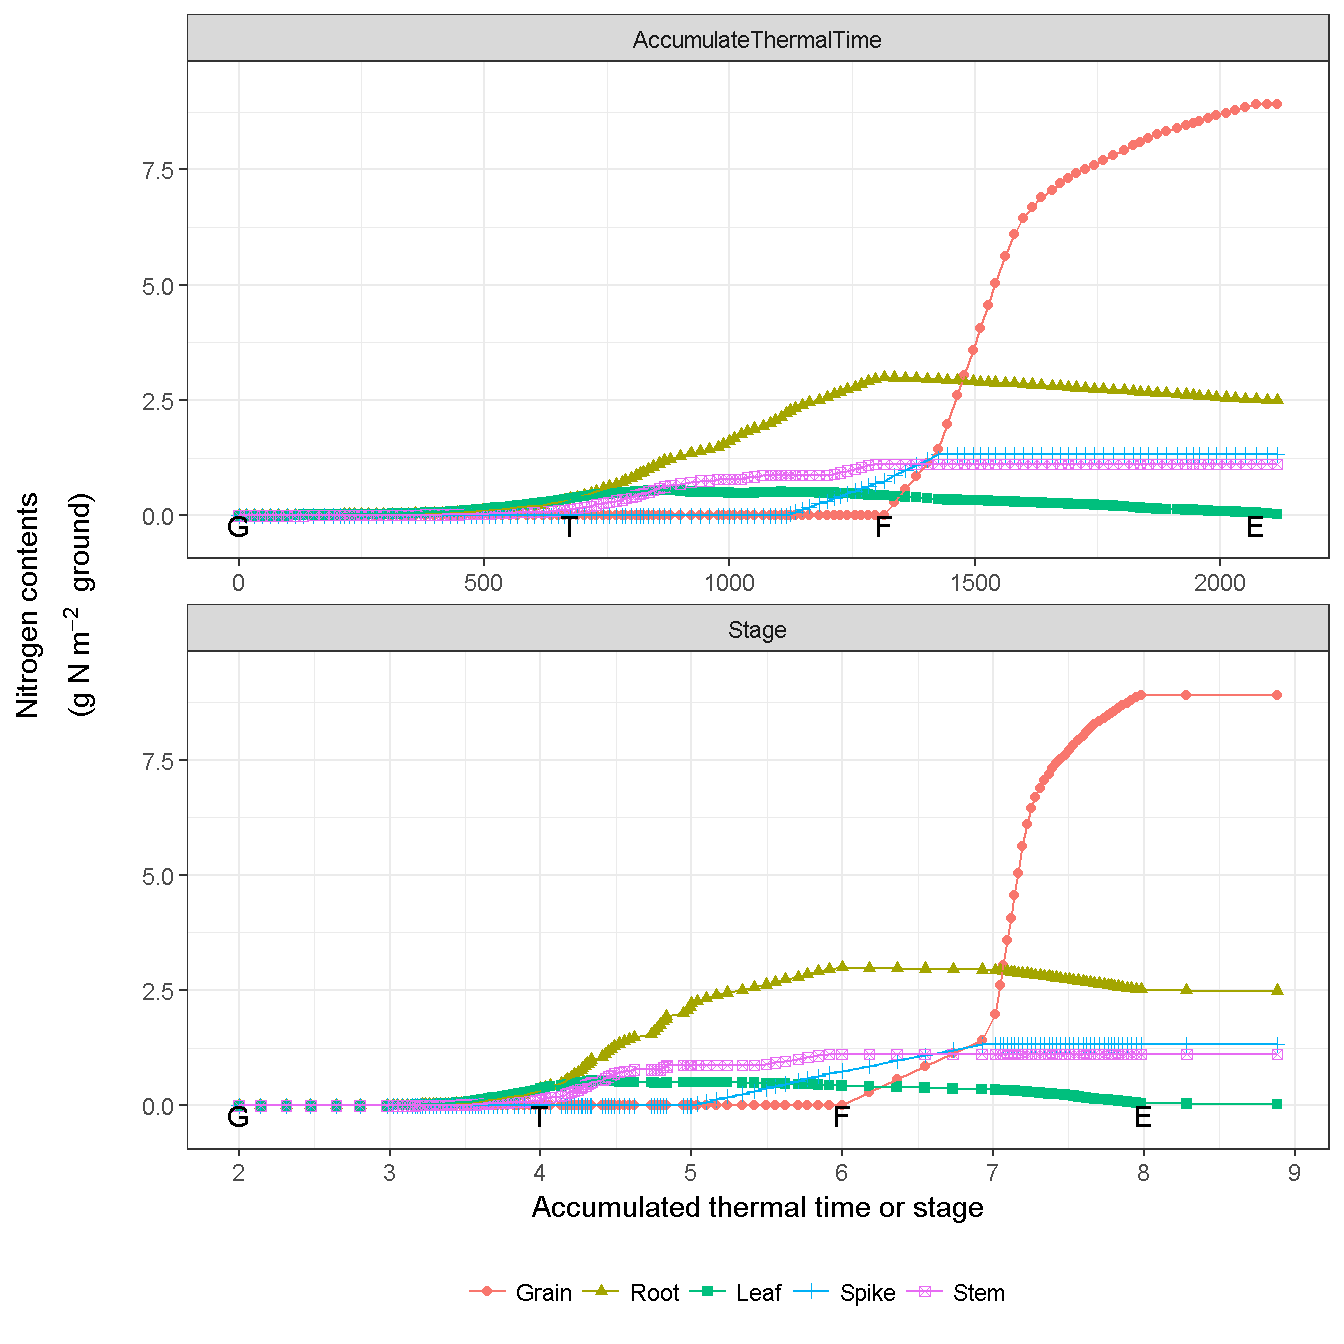 AccumulateThermalTime
7.5
5.0
2.5
0.0
G T F E
0 500 1000 1500 2000
Nitrogen contents
(g N m⁻² ground)
Stage
7.5
5.0
2.5
0.0
G T F E
2 3 4 5 6 7 8 9
Accumulated thermal time or stage
Grain Root Leaf Spike Stem